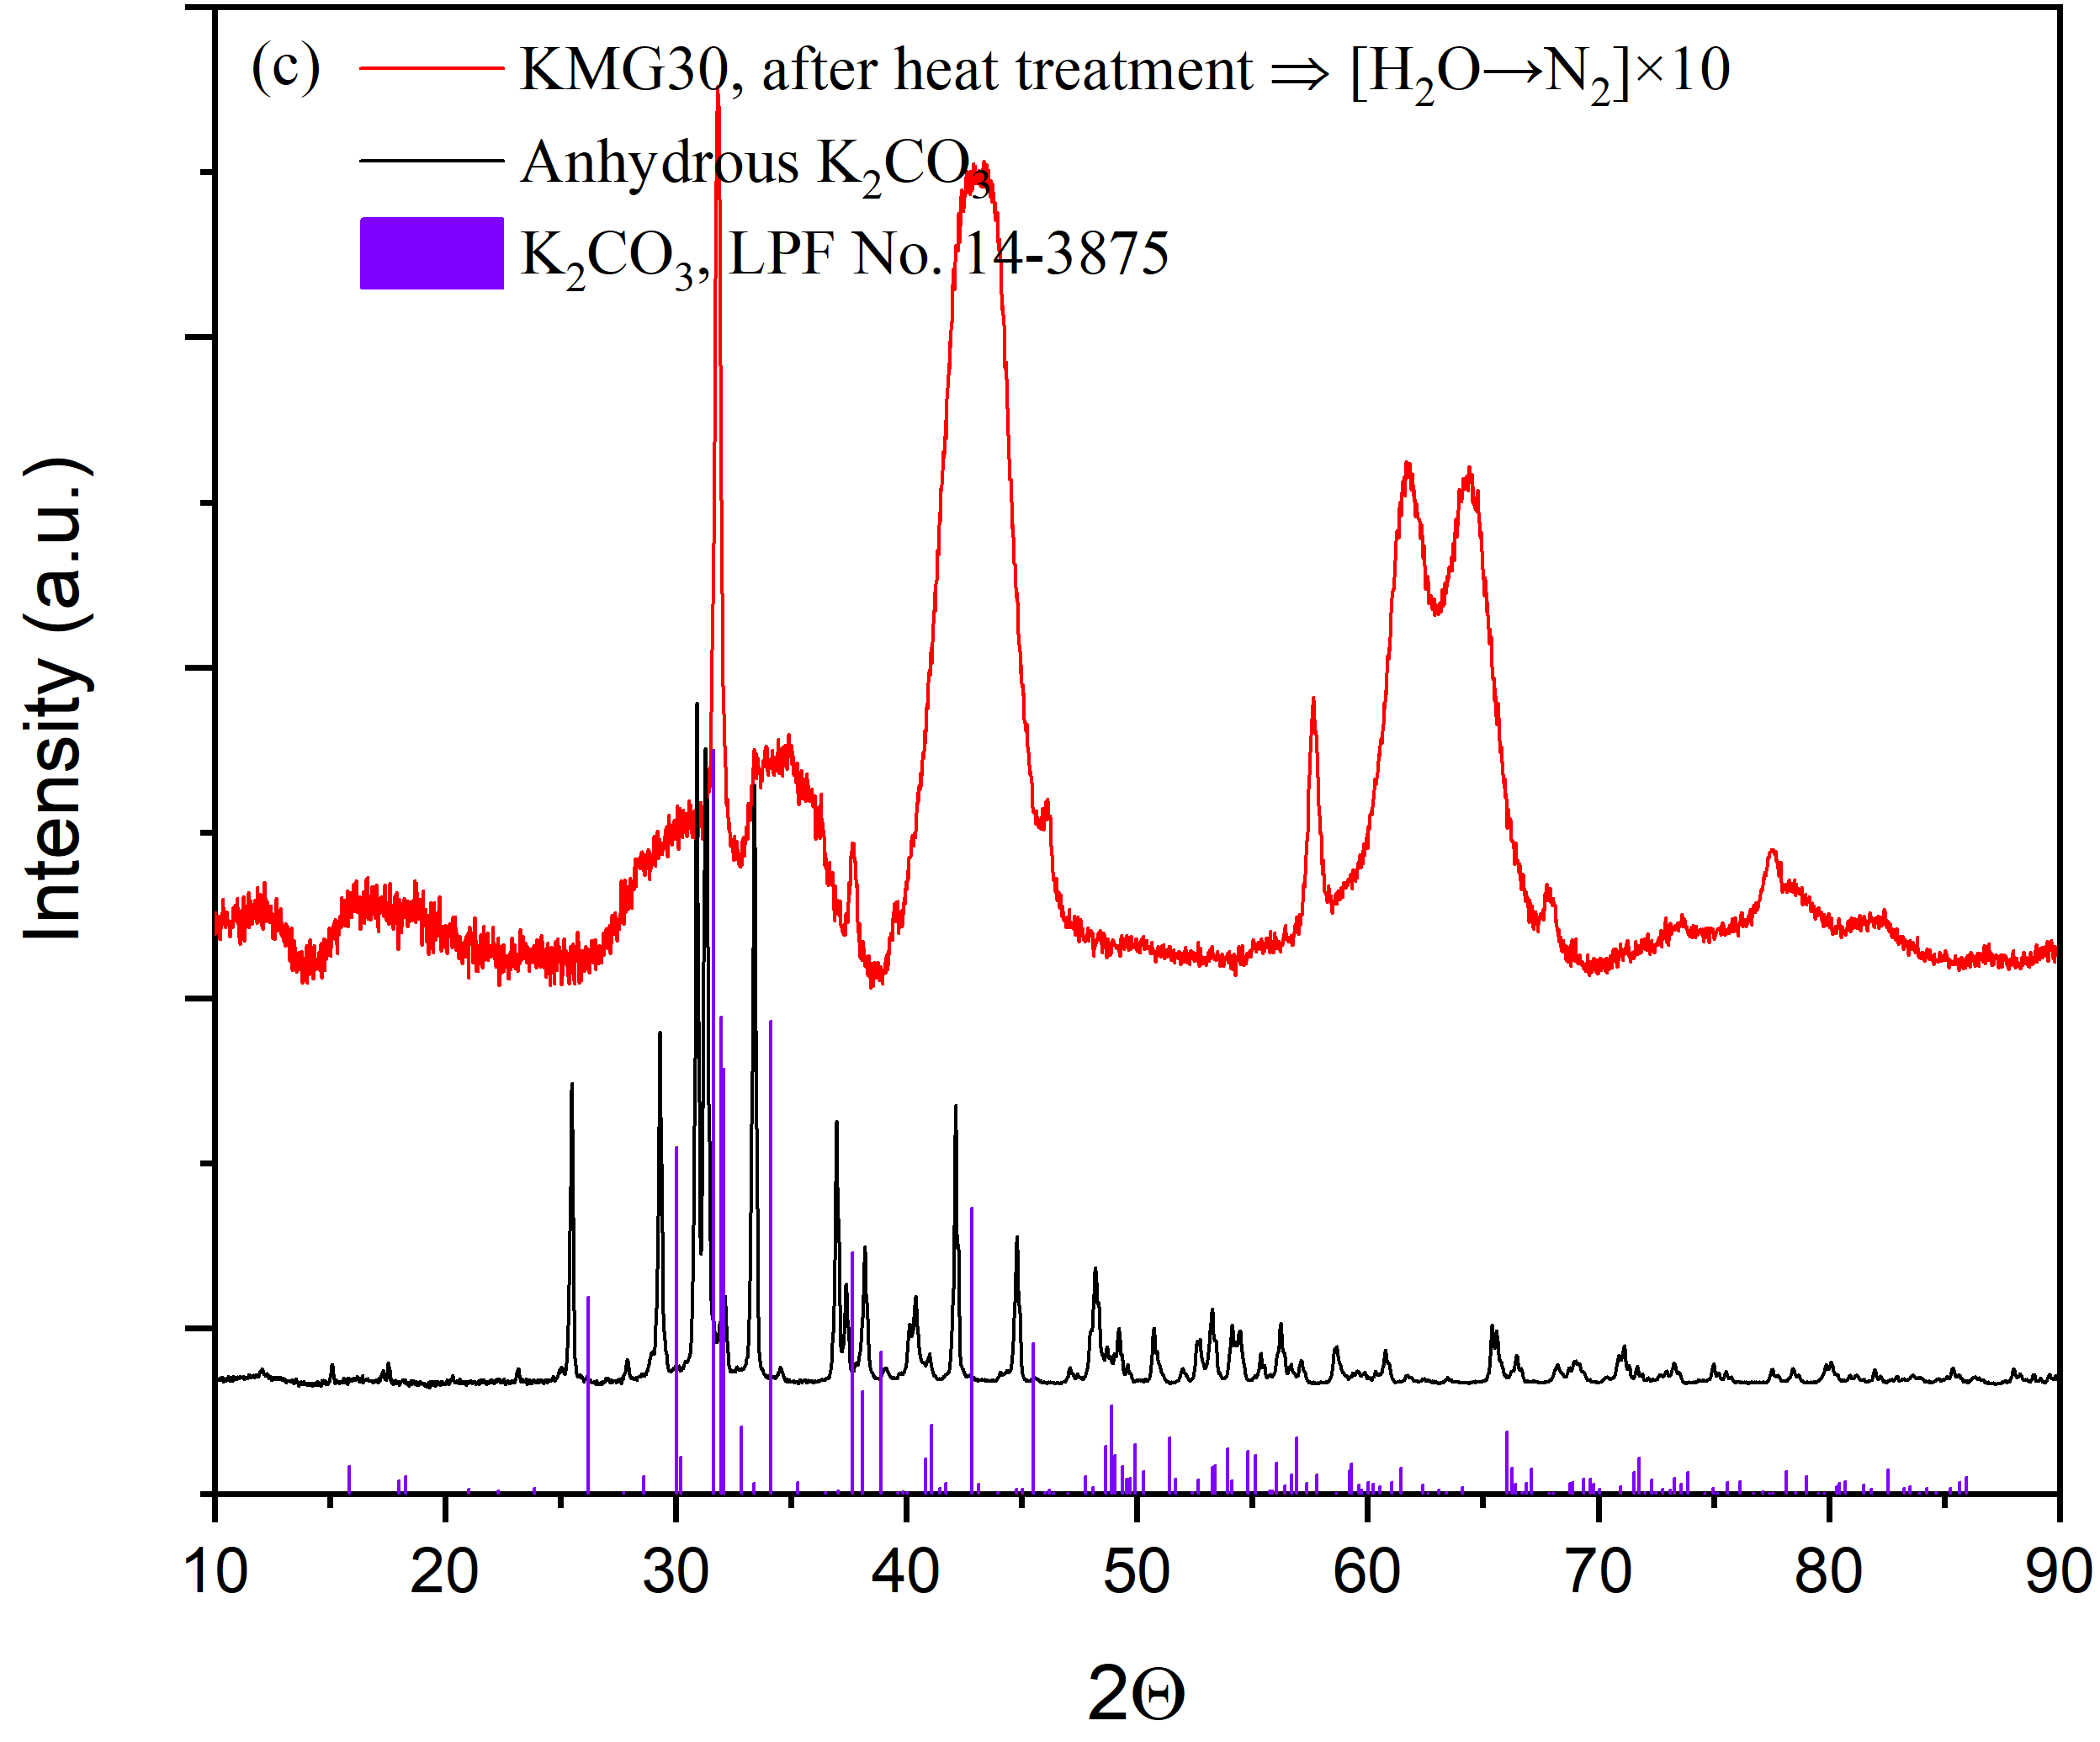 (c) KMG30, after heat treatment ⇒ [H₂O→N₂]×10
Anhydrous K₂CO₃
K₂CO₃, LPF No. 14-3875
Intensity (a.u.)
10 20 30 40 50 60 70 80 90
2Θ